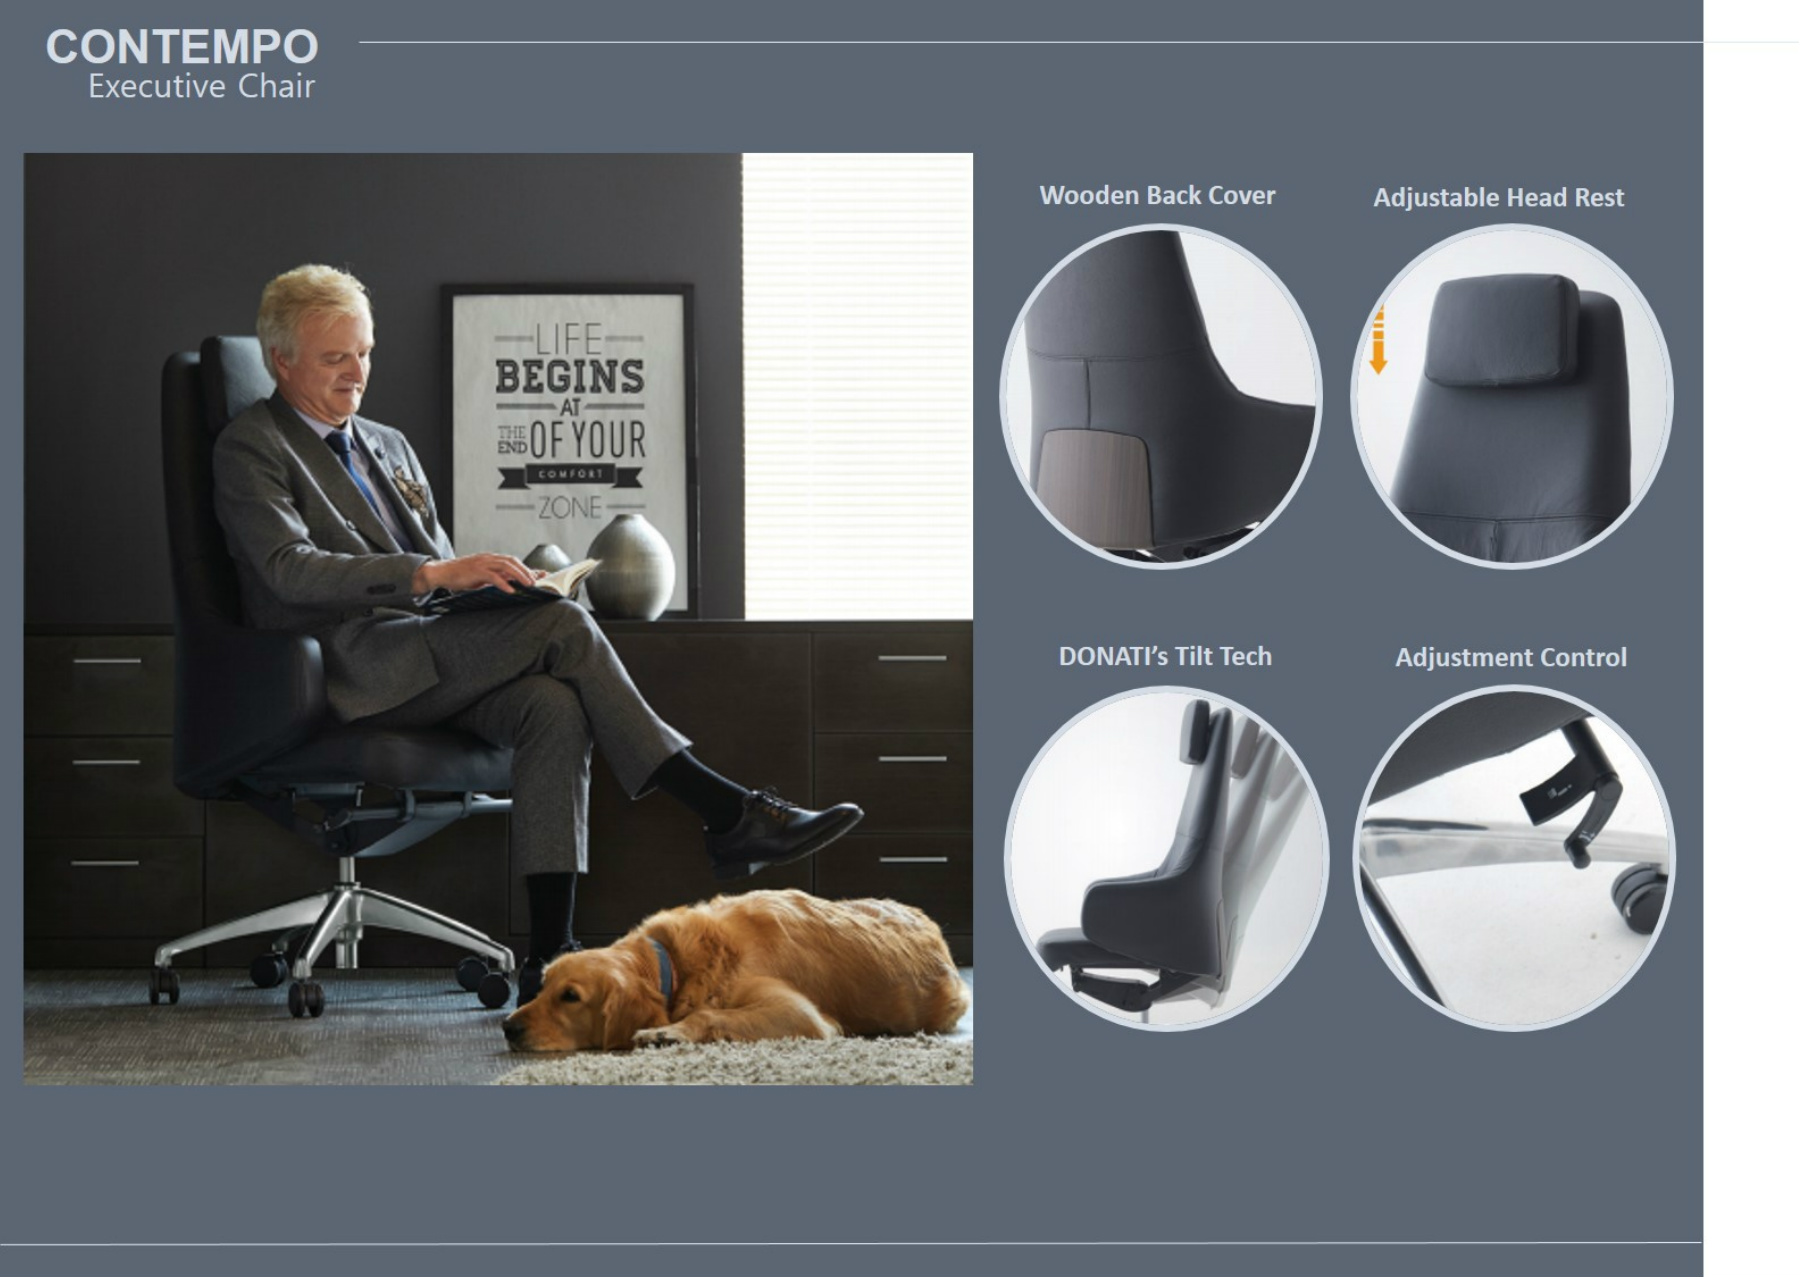 CONTEMPO
Executive Chair
LIFE
BEGINS
AT
THE END OF YOUR
COMFORT
ZONE
Wooden Back Cover
Adjustable Head Rest
DONATI's Tilt Tech
Adjustment Control